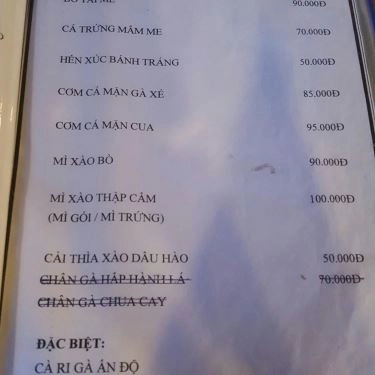 90.000Đ
CÁ TRỨNG MẮM ME 70.000Đ
HẾN XÚC BÁNH TRÁNG 50.000Đ
CƠM CÁ MẶN GÀ XÉ 85.000Đ
CƠM CÁ MẶN CUA 95.000Đ
MÌ XÀO BÒ 90.000Đ
MÌ XÀO THẬP CẨM 100.000Đ
(MÌ GÓI / MÌ TRỨNG)
CẢI THÌA XÀO DẦU HÀO 50.000Đ
CHÂN GÀ HẤP HÀNH LÁ 70.000Đ
CHÂN GÀ CHUA CAY
ĐẶC BIỆT:
CÀ RI GÀ ẤN ĐỘ